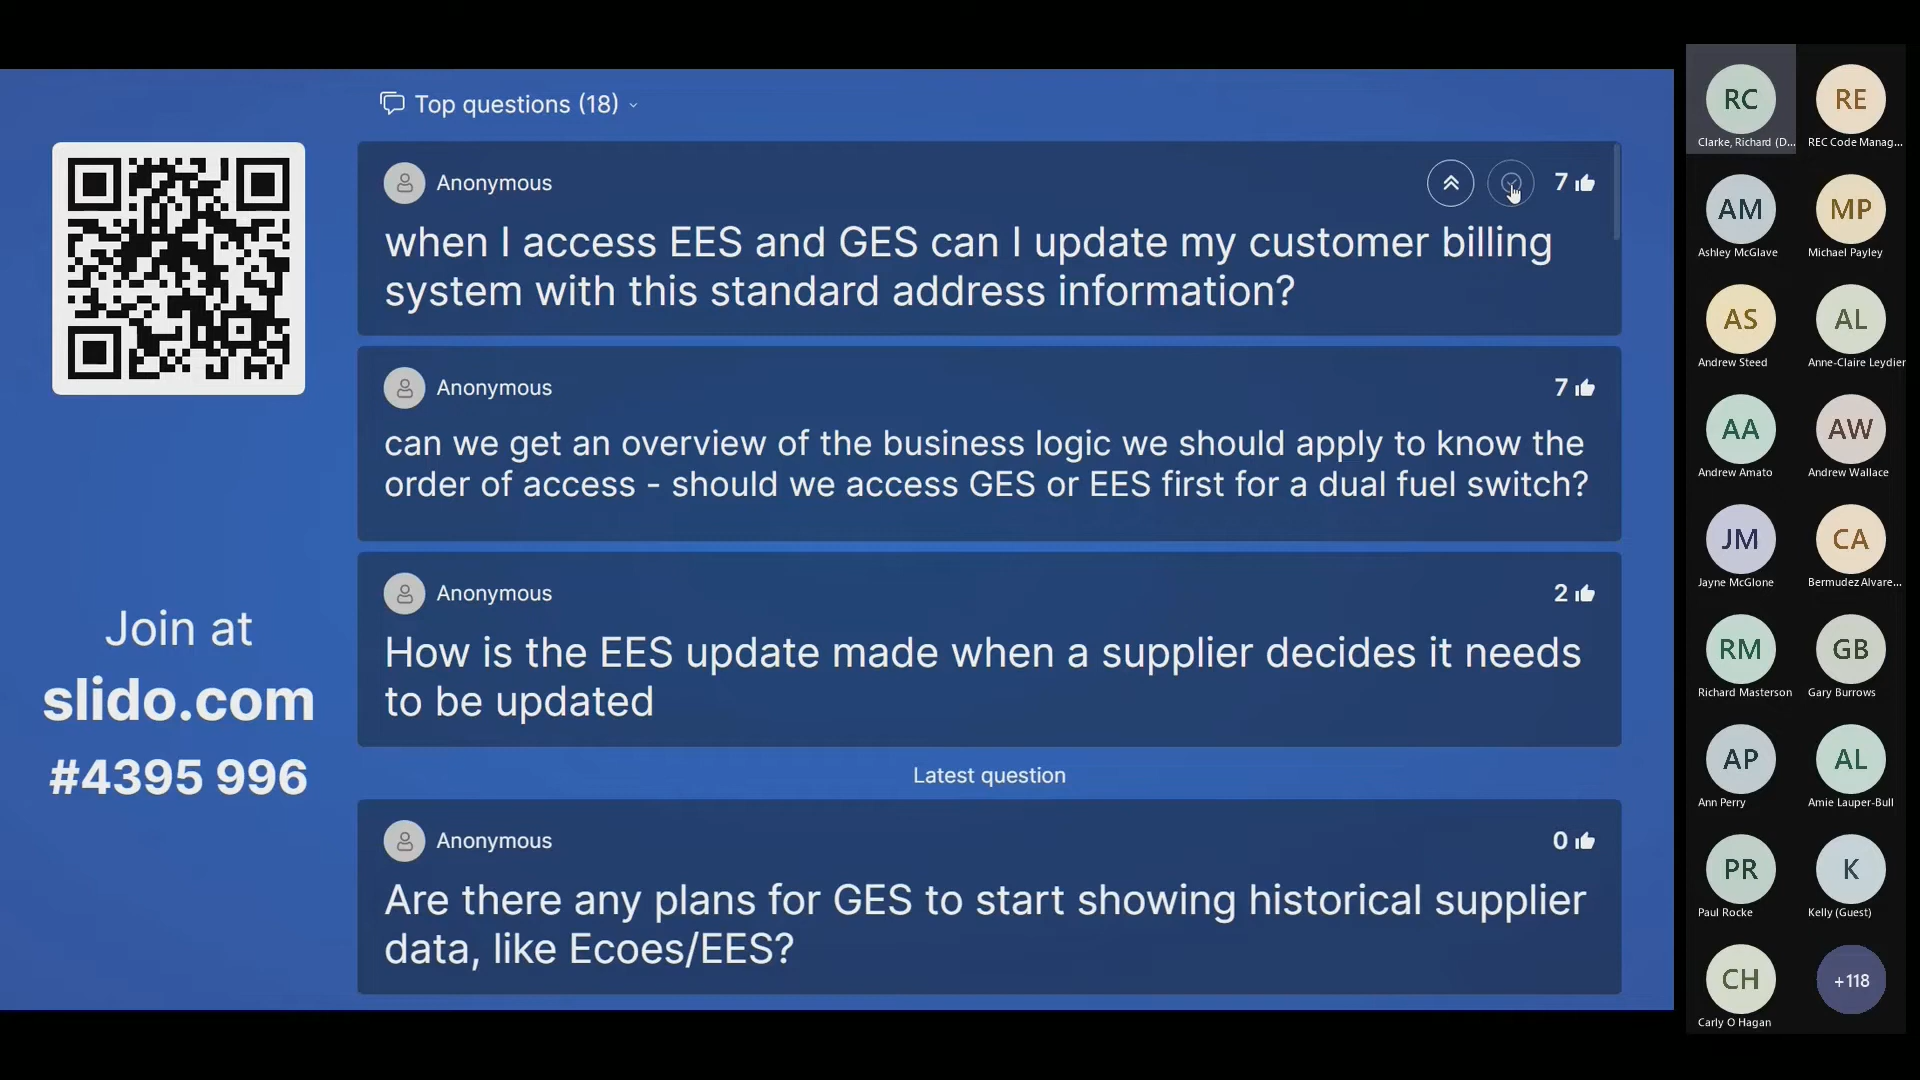 Top questions (18)
Anonymous
7
when I access EES and GES can I update my customer billing
system with this standard address information?
Anonymous
7
can we get an overview of the business logic we should apply to know the
order of access - should we access GES or EES first for a dual fuel switch?
Anonymous
2
How is the EES update made when a supplier decides it needs
to be updated
Latest question
Anonymous
0
Are there any plans for GES to start showing historical supplier
data, like Ecoes/EES?
Join at
slido.com
#4395 996
RC
Clarke, Richard (D...
RE
REC Code Manag...
AM
Ashley McGlave
MP
Michael Payley
AS
Andrew Steed
AL
Anne-Claire Leydier
AA
Andrew Amato
AW
Andrew Wallace
JM
Jayne McGlone
CA
BermudezAlvare...
RM
Richard Masterson
GB
Gary Burrows
AP
Ann Perry
AL
Amie Lauper-Bull
PR
Paul Rocke
K
Kelly (Guest)
CH
Carly O Hagan
+118